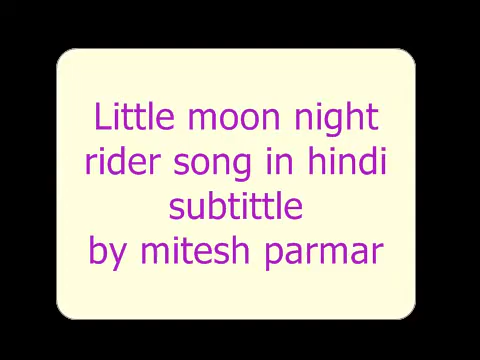 Little moon night
rider song in hindi
subtittle
by mitesh parmar